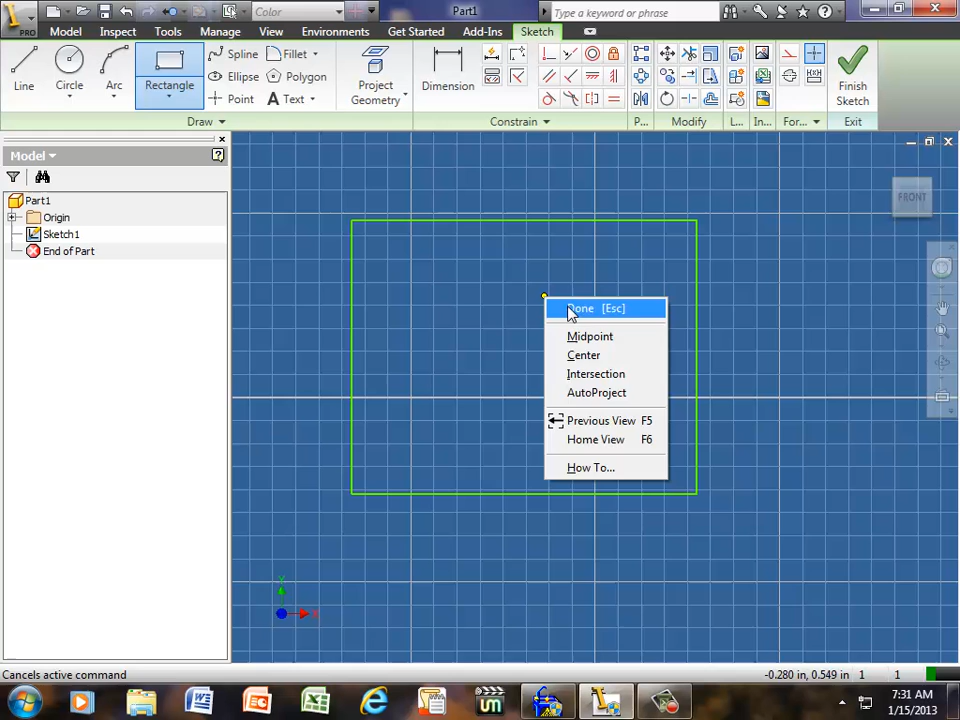 Color
Part1
Type a keyword or phrase
PRO
Model Inspect Tools Manage View Environments Get Started Add-Ins Sketch
Line Circle Arc Rectangle
Spline Fillet
Ellipse Polygon
Point A Text
Project Geometry
Dimension
Finish Sketch
Draw Constrain P... Modify L... In... For... Exit
Model
Part1
Origin
Sketch1
End of Part
FRONT
Done [Esc]
Midpoint
Center
Intersection
AutoProject
Previous View F5
Home View F6
How To...
Y
X
Cancels active command
-0.280 in, 0.549 in 1 1
7:31 AM
1/15/2013